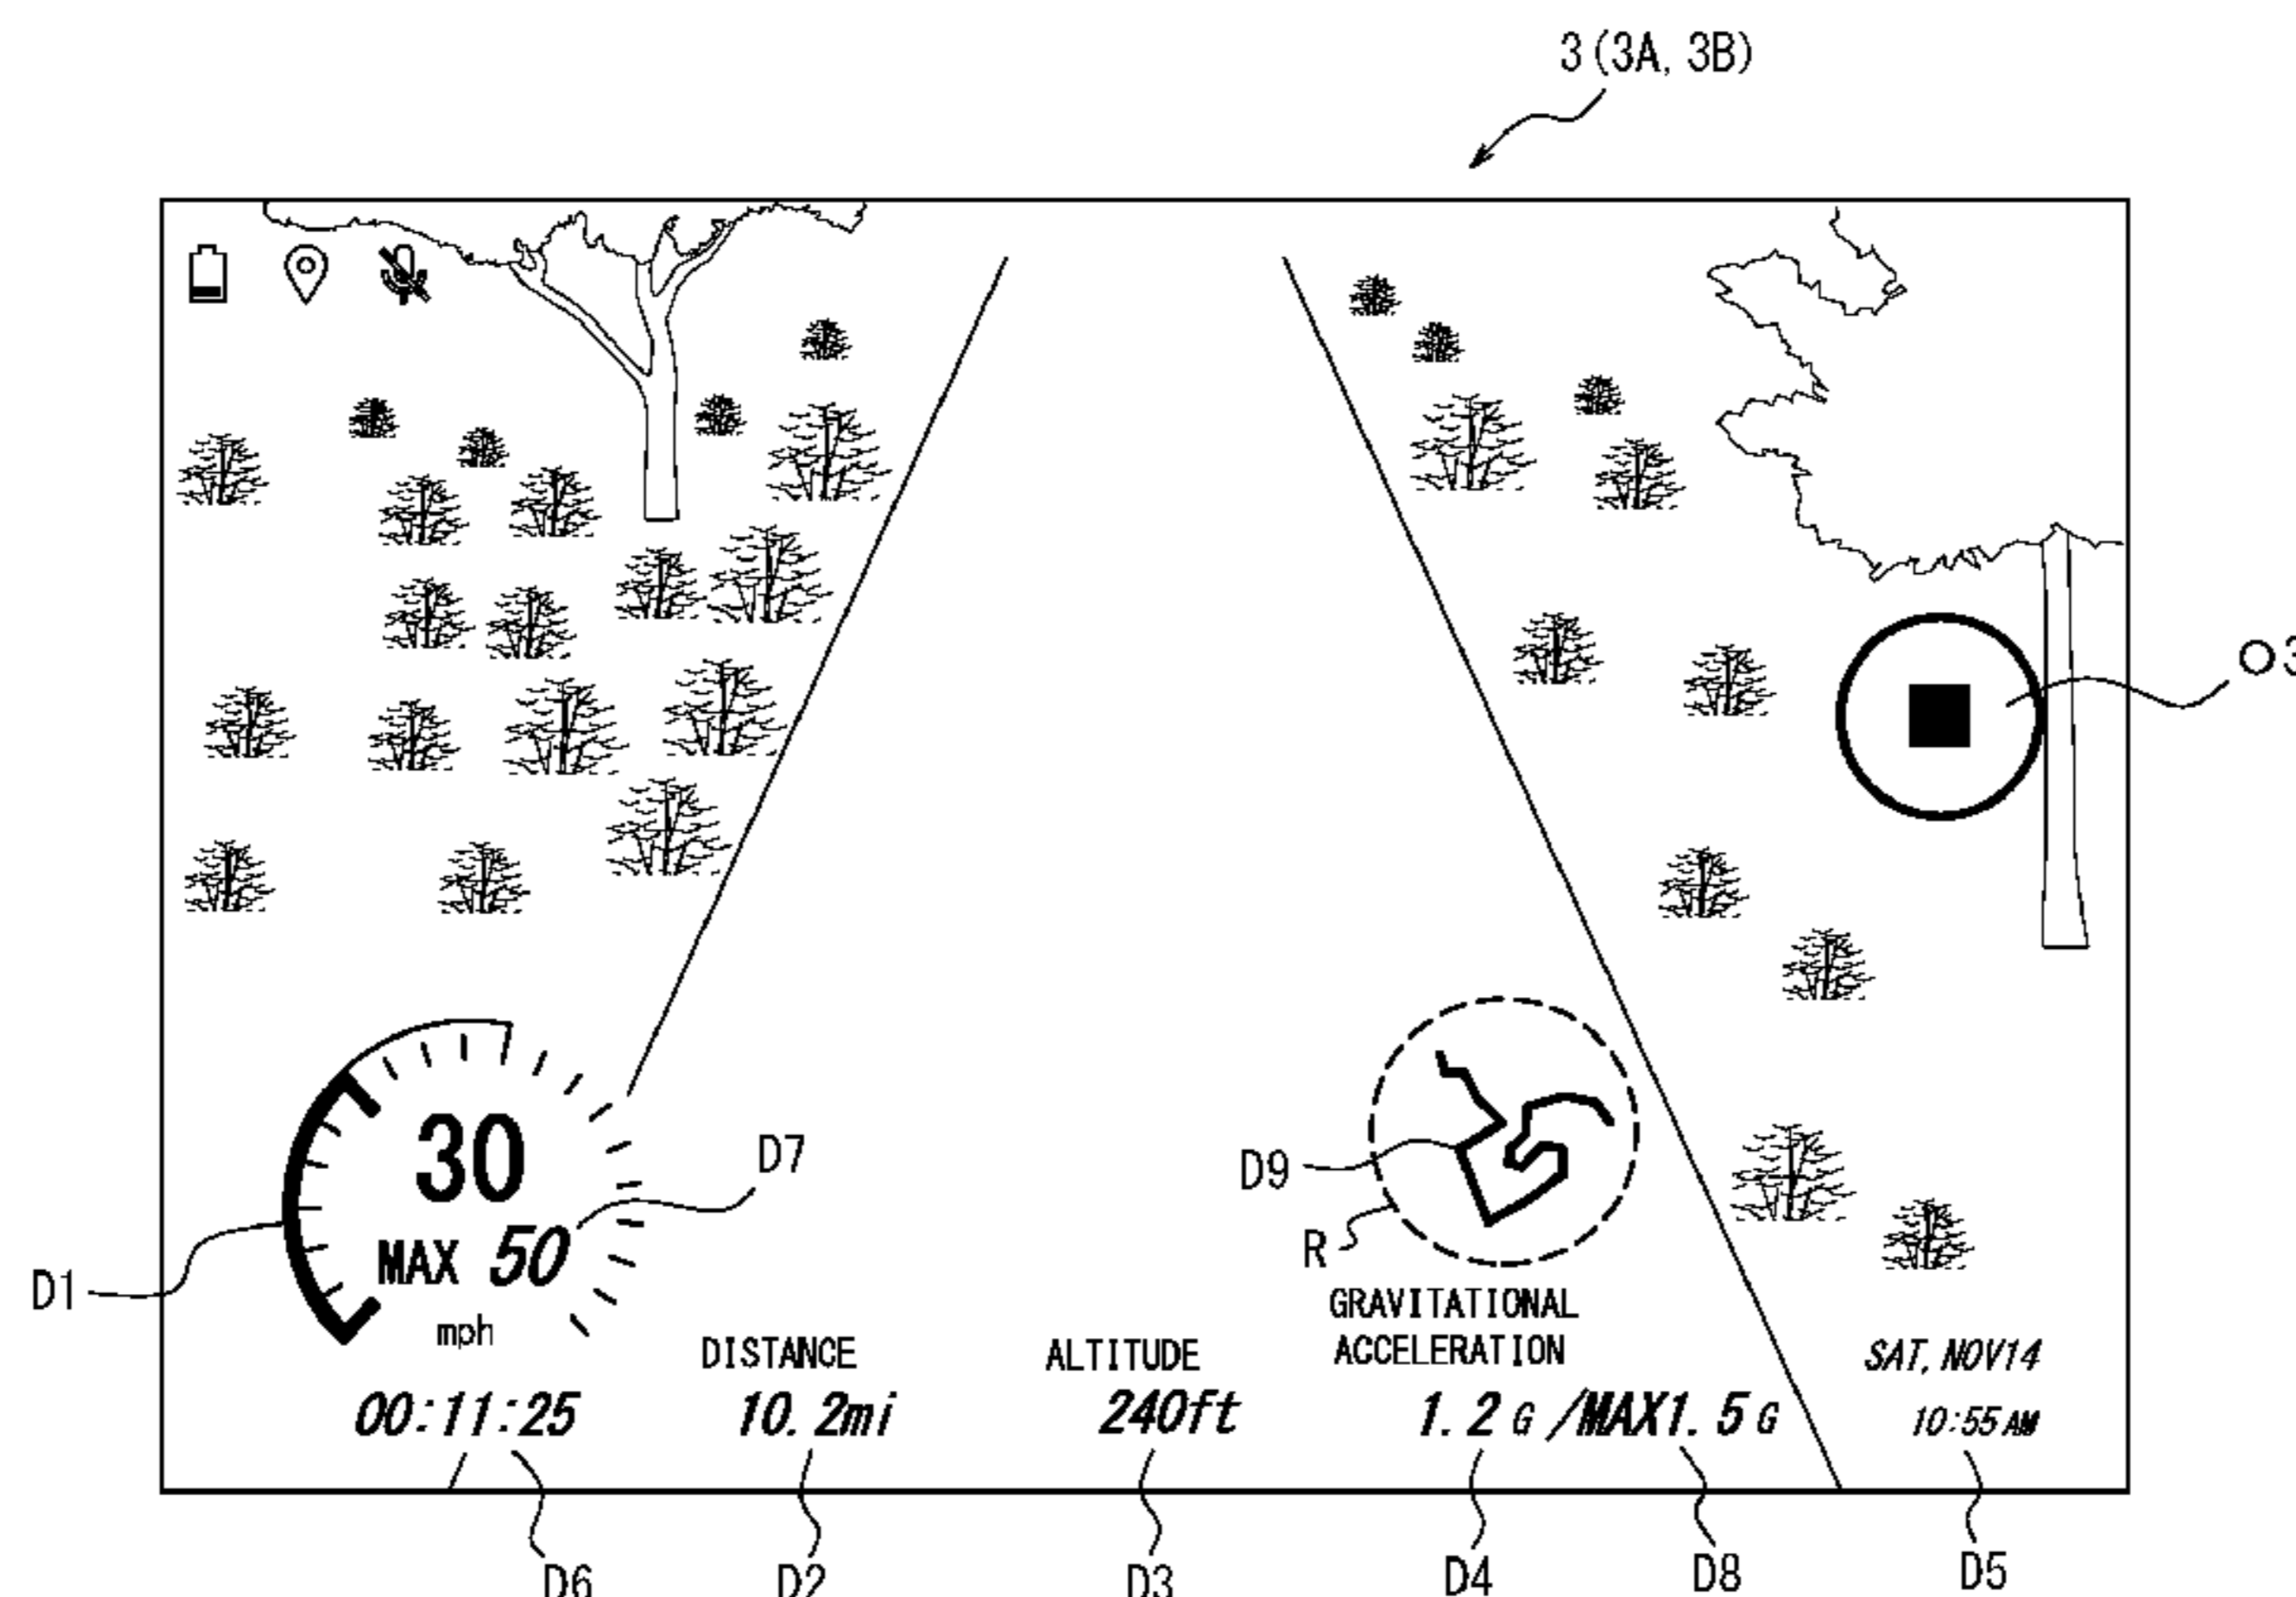 3(3A, 3B)
O3
30
D7
MAX 50
D1
mph
D9
R
GRAVITATIONAL
ACCELERATION
DISTANCE
ALTITUDE
SAT, NOV14
00:11:25
10.2mi
240ft
1.2 G /MAX1.5 G
10:55 AM
D6
D2
D3
D4
D8
D5